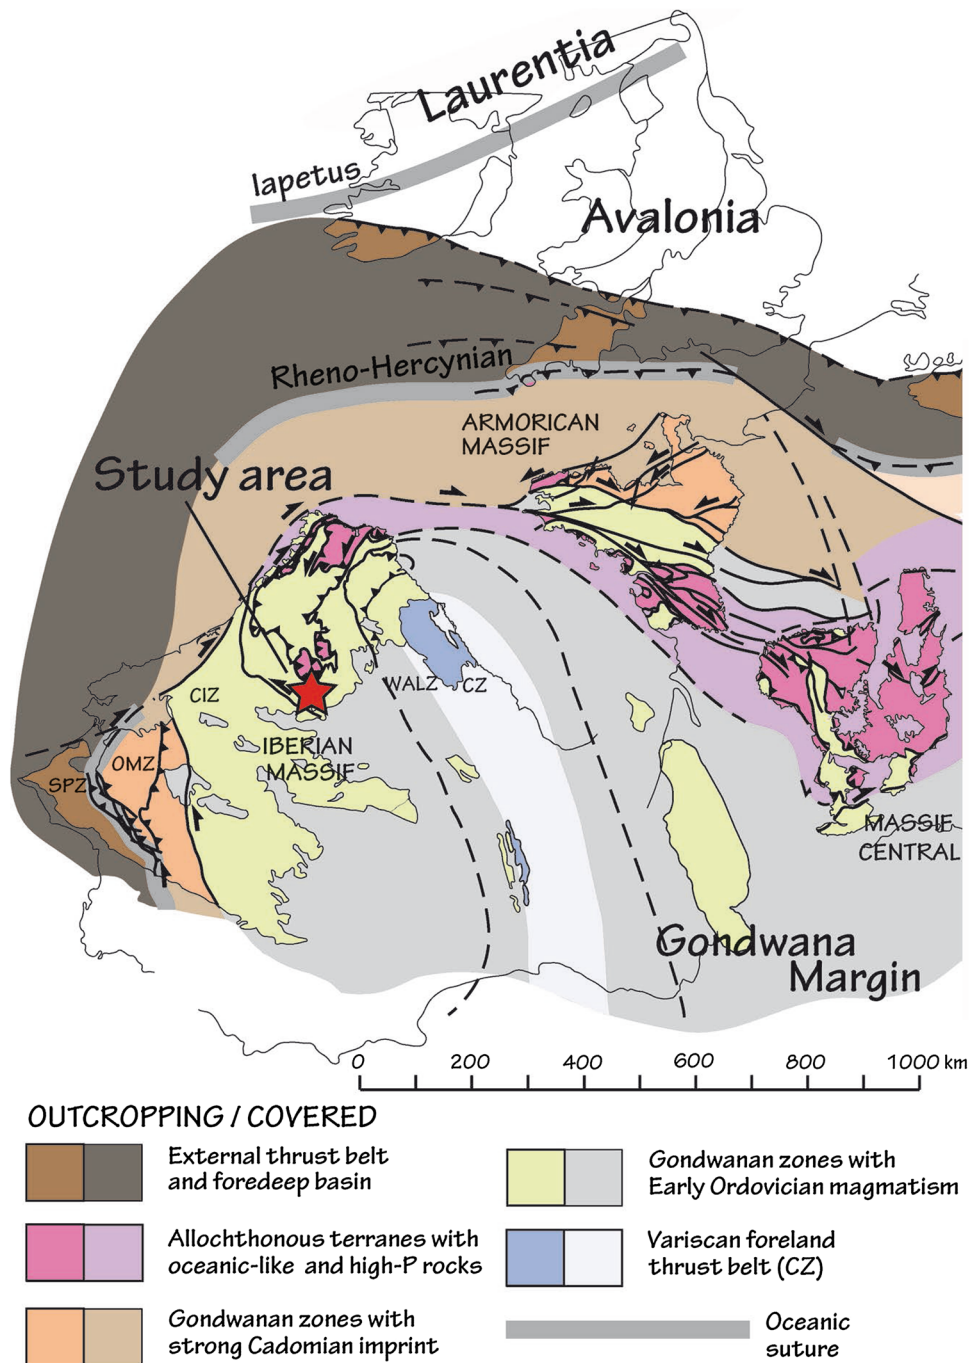 Laurentia
Iapetus
Avalonia
Rheno-Hercynian
ARMORICAN
MASSIF
Study area
CIZ
WALZ
CZ
IBERIAN
MASSIF
OMZ
SPZ
MASSIF
CENTRAL
Gondwana
Margin
0 200 400 600 800 1000 km
OUTCROPPING / COVERED
External thrust belt
and foredeep basin
Allochthonous terranes with
oceanic-like and high-P rocks
Gondwanan zones with
strong Cadomian imprint
Gondwanan zones with
Early Ordovician magmatism
Variscan foreland
thrust belt (CZ)
Oceanic
suture